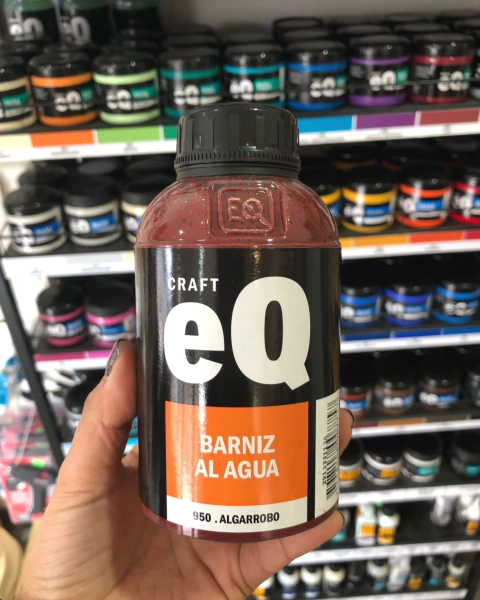 EQ
CRAFT
eQ
BARNIZ
AL AGUA
950 . ALGARROBO